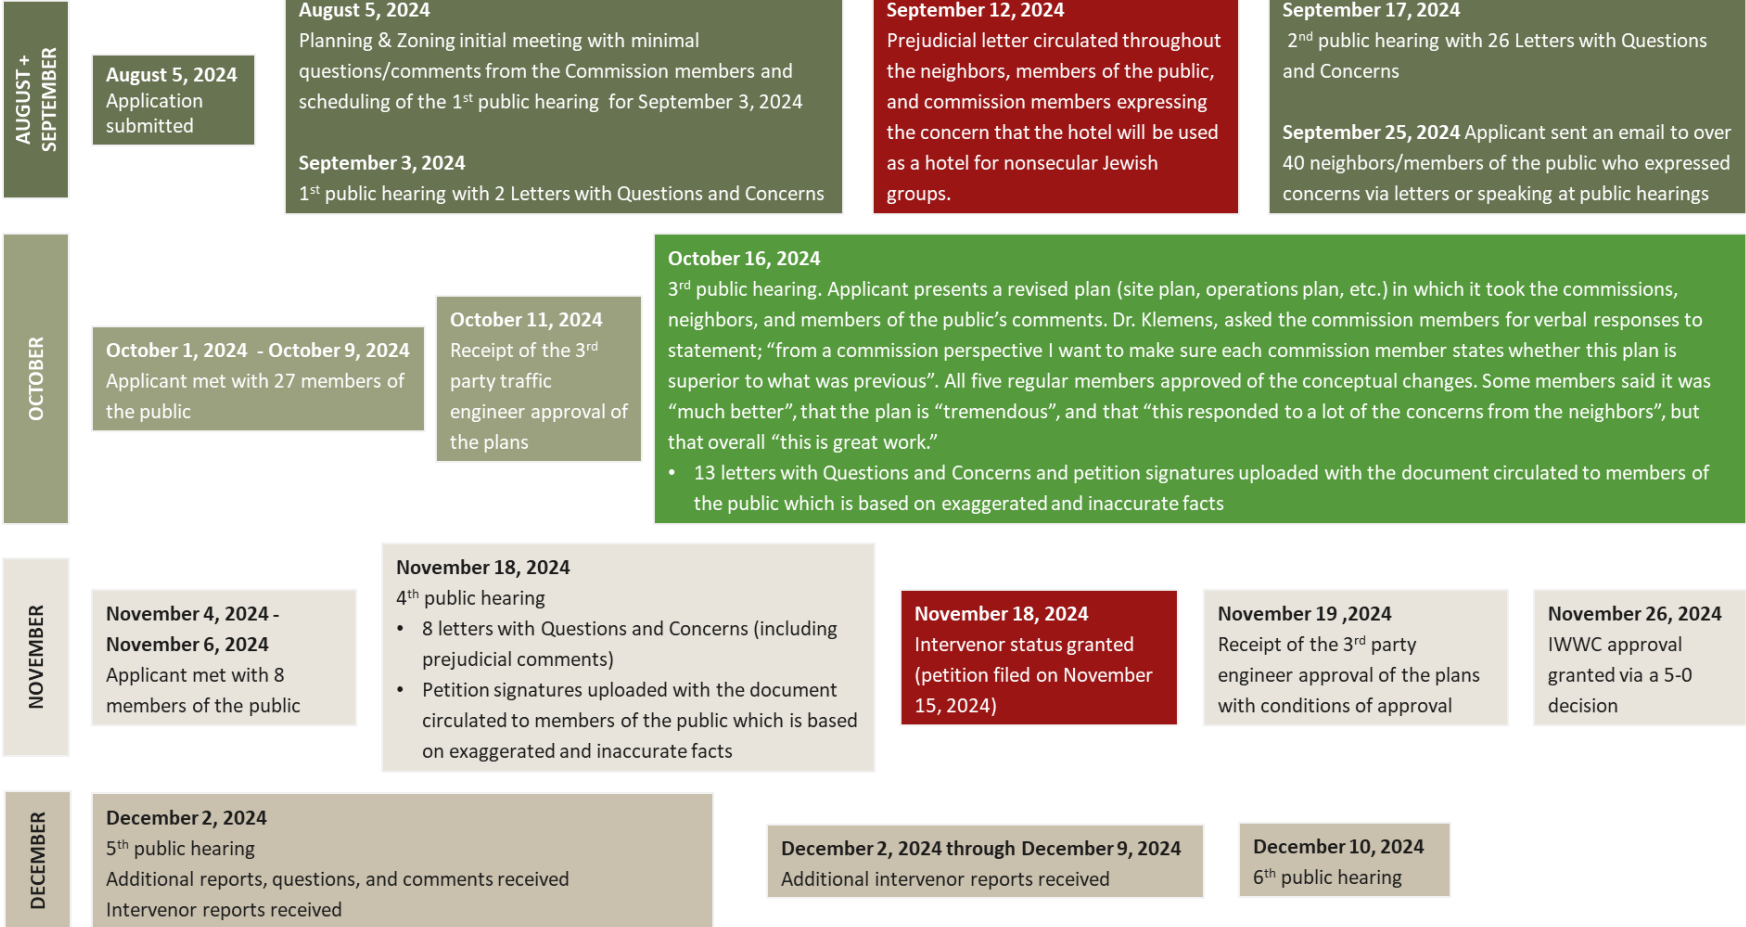 AUGUST +
SEPTEMBER
August 5, 2024
Application
submitted
August 5, 2024
Planning & Zoning initial meeting with minimal
questions/comments from the Commission members and
scheduling of the 1st public hearing for September 3, 2024
September 3, 2024
1st public hearing with 2 Letters with Questions and Concerns
September 12, 2024
Prejudicial letter circulated throughout
the neighbors, members of the public,
and commission members expressing
the concern that the hotel will be used
as a hotel for nonsecular Jewish
groups.
September 17, 2024
2nd public hearing with 26 Letters with Questions
and Concerns
September 25, 2024 Applicant sent an email to over
40 neighbors/members of the public who expressed
concerns via letters or speaking at public hearings
OCTOBER
October 1, 2024 - October 9, 2024
Applicant met with 27 members of
the public
October 11, 2024
Receipt of the 3rd
party traffic
engineer approval of
the plans
October 16, 2024
3rd public hearing. Applicant presents a revised plan (site plan, operations plan, etc.) in which it took the commissions,
neighbors, and members of the public’s comments. Dr. Klemens, asked the commission members for verbal responses to
statement; “from a commission perspective I want to make sure each commission member states whether this plan is
superior to what was previous”. All five regular members approved of the conceptual changes. Some members said it was
“much better”, that the plan is “tremendous”, and that “this responded to a lot of the concerns from the neighbors”, but
that overall “this is great work.”
• 13 letters with Questions and Concerns and petition signatures uploaded with the document circulated to members of
the public which is based on exaggerated and inaccurate facts
NOVEMBER
November 4, 2024 -
November 6, 2024
Applicant met with 8
members of the public
November 18, 2024
4th public hearing
• 8 letters with Questions and Concerns (including
prejudicial comments)
• Petition signatures uploaded with the document
circulated to members of the public which is based
on exaggerated and inaccurate facts
November 18, 2024
Intervenor status granted
(petition filed on November
15, 2024)
November 19 ,2024
Receipt of the 3rd party
engineer approval of the plans
with conditions of approval
November 26, 2024
IWWC approval
granted via a 5-0
decision
DECEMBER
December 2, 2024
5th public hearing
Additional reports, questions, and comments received
Intervenor reports received
December 2, 2024 through December 9, 2024
Additional intervenor reports received
December 10, 2024
6th public hearing